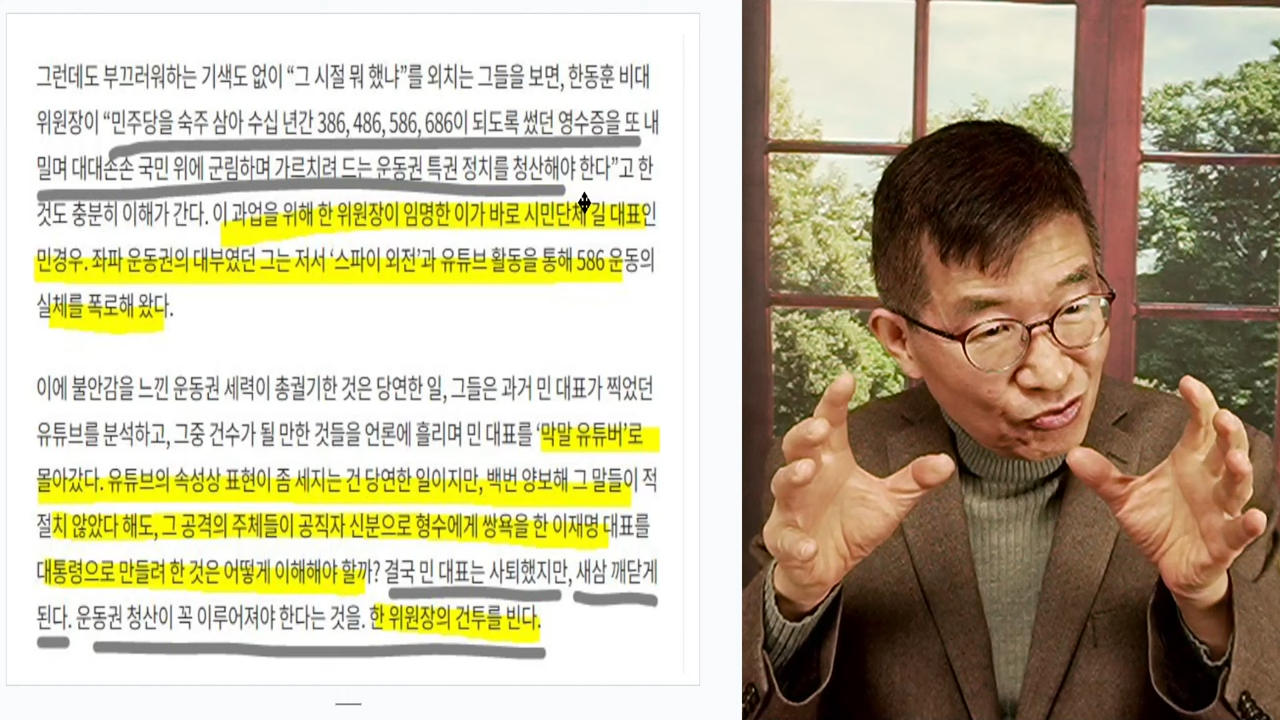 그런데도 부끄러워하는 기색도 없이 “그 시절 뭐 했냐”를 외치는 그들을 보면, 한동훈 비대
위원장이 “민주당을 숙주 삼아 수십 년간 386, 486, 586, 686이 되도록 썼던 영수증을 또 내
밀며 대대손손 국민 위에 군림하며 가르치려 드는 운동권 특권 정치를 청산해야 한다”고 한
것도 충분히 이해가 간다. 이 과업을 위해 한 위원장이 임명한 이가 바로 시민단체 길 대표인
민경우. 좌파 운동권의 대부였던 그는 저서 ‘스파이 외전’과 유튜브 활동을 통해 586 운동의
실체를 폭로해 왔다.
이에 불안감을 느낀 운동권 세력이 총궐기한 것은 당연한 일, 그들은 과거 민 대표가 찍었던
유튜브를 분석하고, 그중 건수가 될 만한 것들을 언론에 흘리며 민 대표를 ‘막말 유튜버’로
몰아갔다. 유튜브의 속성상 표현이 좀 세지는 건 당연한 일이지만, 백번 양보해 그 말들이 적
절치 않았다 해도, 그 공격의 주체들이 공직자 신분으로 형수에게 쌍욕을 한 이재명 대표를
대통령으로 만들려 한 것은 어떻게 이해해야 할까? 결국 민 대표는 사퇴했지만, 새삼 깨닫게
된다. 운동권 청산이 꼭 이루어져야 한다는 것을. 한 위원장의 건투를 빈다.